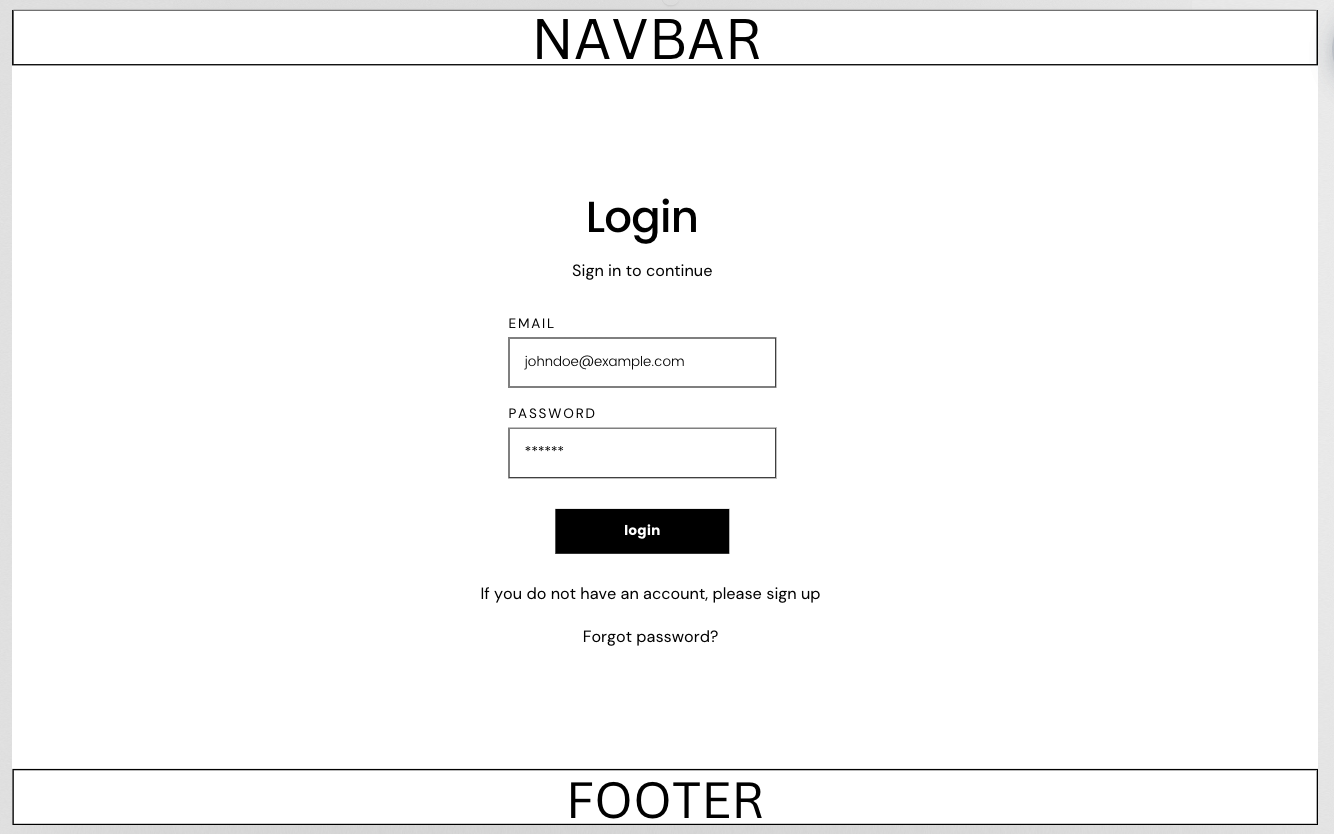 NAVBAR
Login
Sign in to continue
EMAIL
johndoe@example.com
PASSWORD
******
login
If you do not have an account, please sign up
Forgot password?
FOOTER